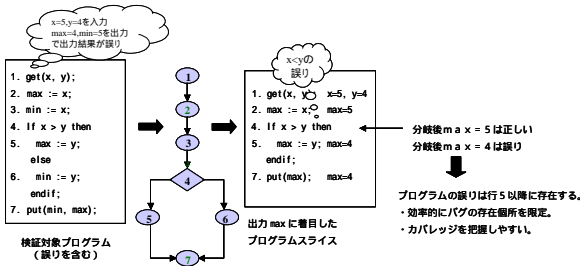 x=5,y=4を入力
max=4,min=5を出力
で出力結果が誤り
1. get(x, y);
2. max := x;
3. min := x;
4. If x > y then
5. max := y;
else
6. min := y;
endif;
7. put(min, max);
検証対象プログラム
(誤りを含む)
1
2
3
4
5
6
7
x<yの
誤り
1. get(x, y x=5, y=4
2. max := x; max=5
4. If x > y then
5. max := y; max=4
endif;
7. put(max); max=4
出力maxに着目した
プログラムスライス
分岐後max=5は正しい
分岐後max=4は誤り
プログラムの誤りは行5以降に存在する。
・効率的にバグの存在個所を限定。
・カバレッジを把握しやすい。